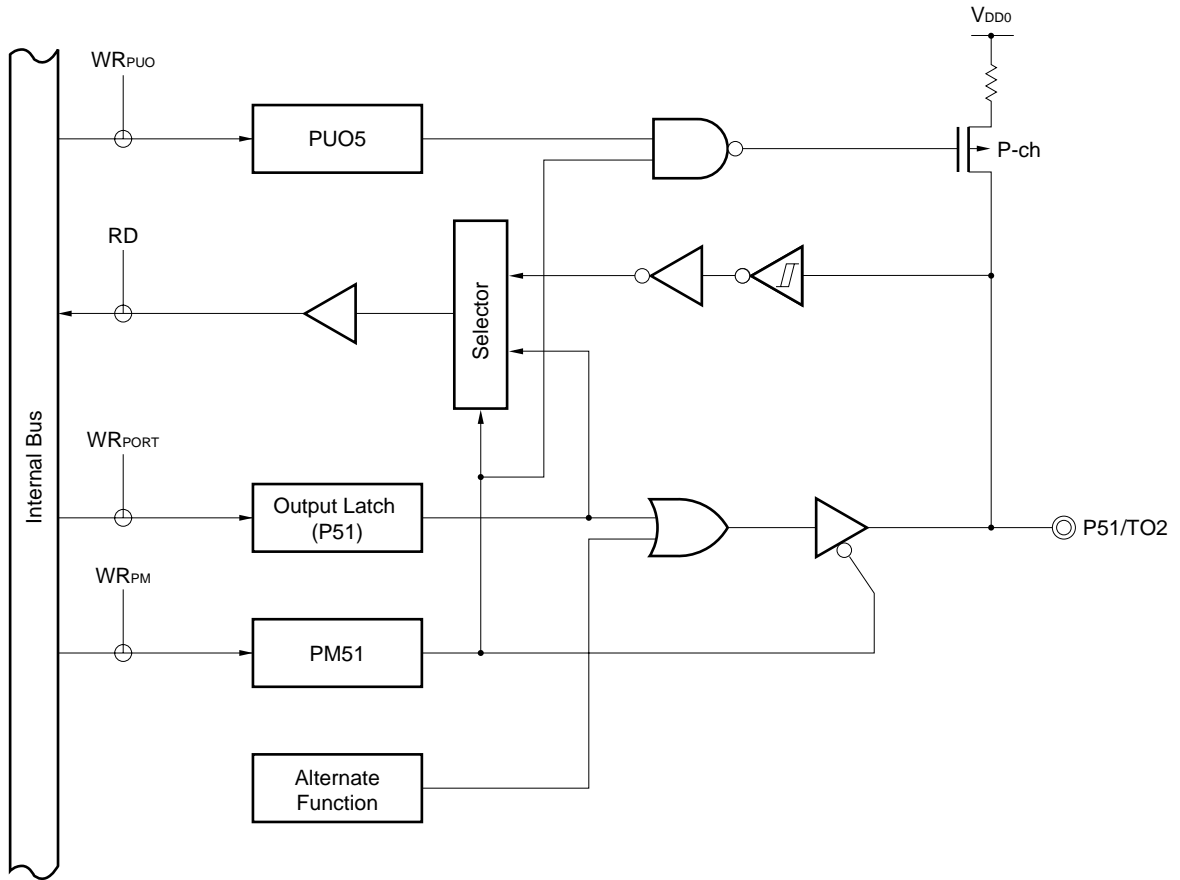 VDD0
WRPUO
PUO5
P-ch
RD
Selector
Internal Bus
WRPORT
Output Latch
(P51)
P51/TO2
WRPM
PM51
Alternate
Function